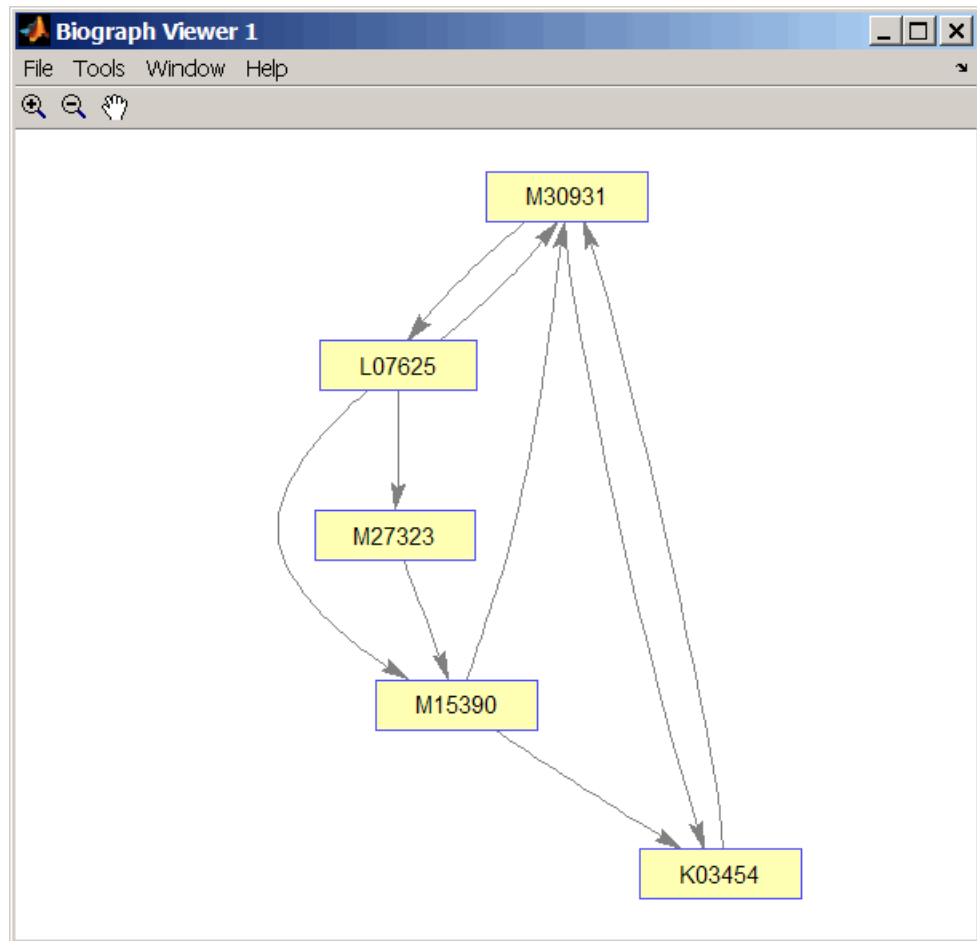 Biograph Viewer 1
File Tools Window Help
M30931
L07625
M27323
M15390
K03454